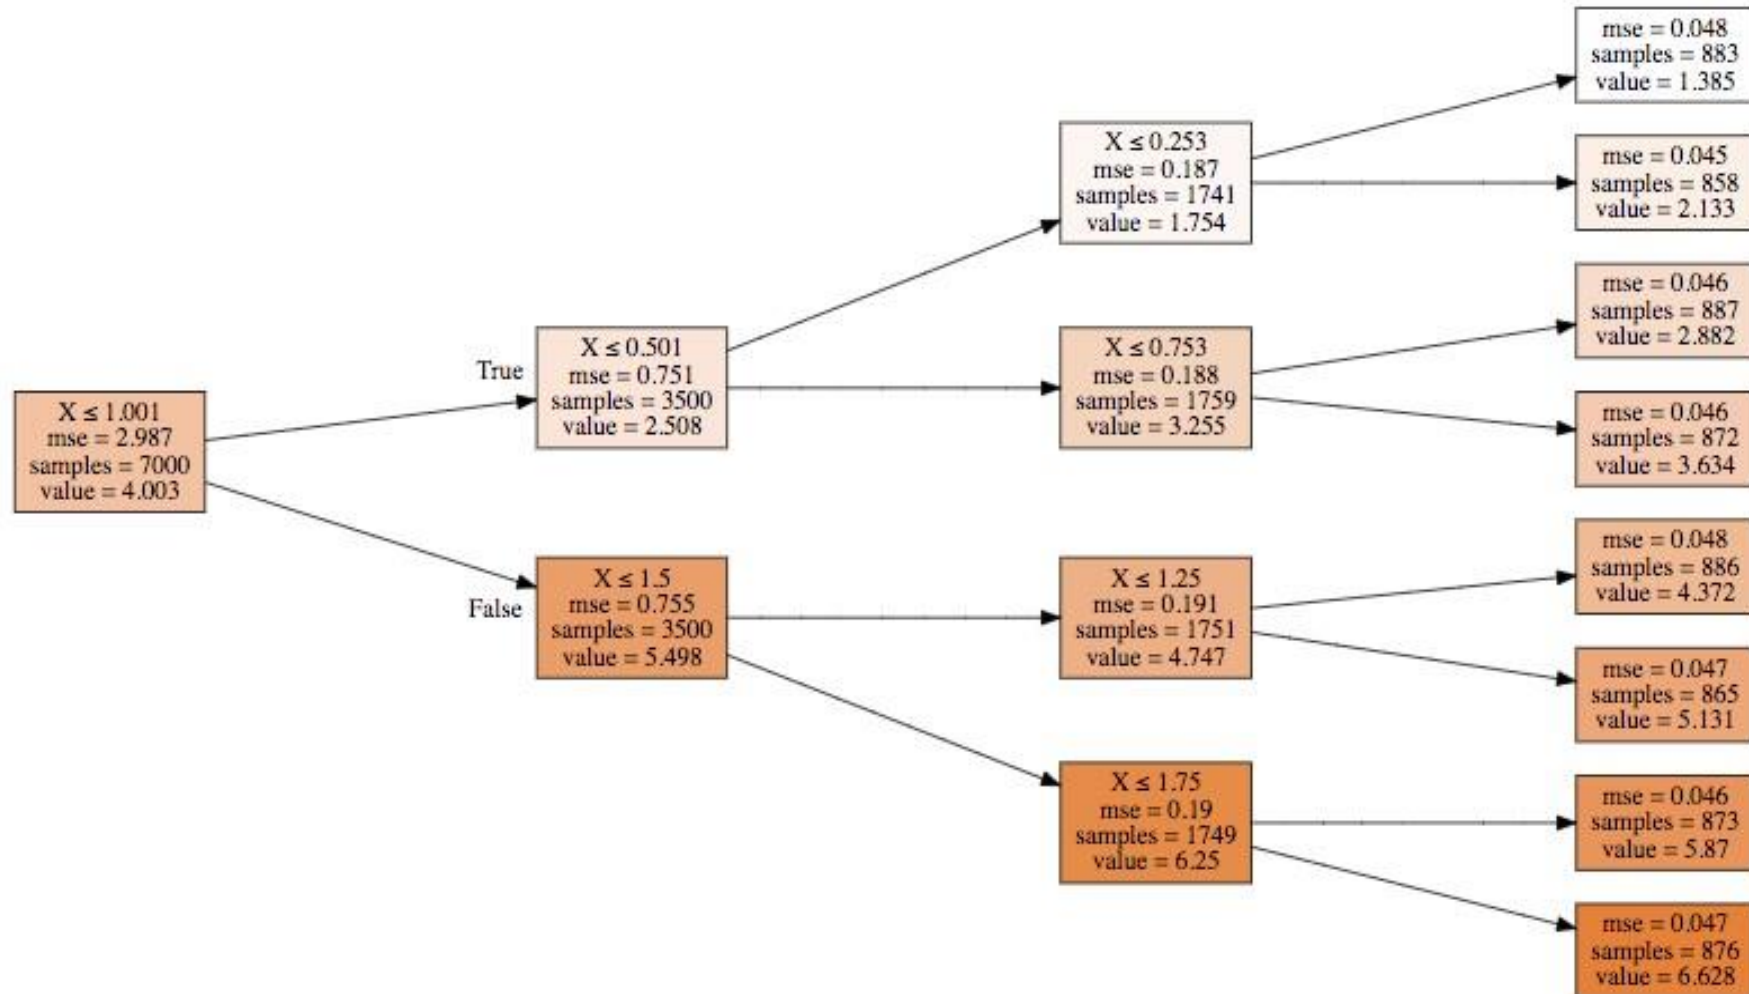 X ≤ 1.001
mse = 2.987
samples = 7000
value = 4.003
True
False
X ≤ 0.501
mse = 0.751
samples = 3500
value = 2.508
X ≤ 1.5
mse = 0.755
samples = 3500
value = 5.498
X ≤ 0.253
mse = 0.187
samples = 1741
value = 1.754
X ≤ 0.753
mse = 0.188
samples = 1759
value = 3.255
X ≤ 1.25
mse = 0.191
samples = 1751
value = 4.747
X ≤ 1.75
mse = 0.19
samples = 1749
value = 6.25
mse = 0.048
samples = 883
value = 1.385
mse = 0.045
samples = 858
value = 2.133
mse = 0.046
samples = 887
value = 2.882
mse = 0.046
samples = 872
value = 3.634
mse = 0.048
samples = 886
value = 4.372
mse = 0.047
samples = 865
value = 5.131
mse = 0.046
samples = 873
value = 5.87
mse = 0.047
samples = 876
value = 6.628